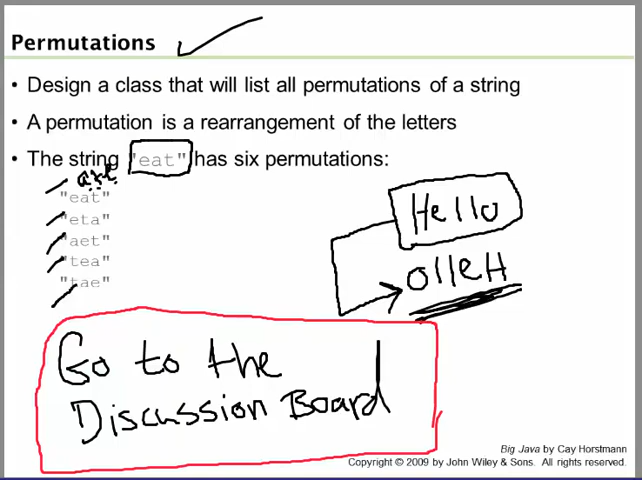 Permutations
• Design a class that will list all permutations of a string
• A permutation is a rearrangement of the letters
• The string "eat" has six permutations:
"eat"
"eta"
"aet"
"tea"
"tae"
Hello
olleH
Go to the
Discussion Board
Big Java by Cay Horstmann
Copyright © 2009 by John Wiley & Sons. All rights reserved.